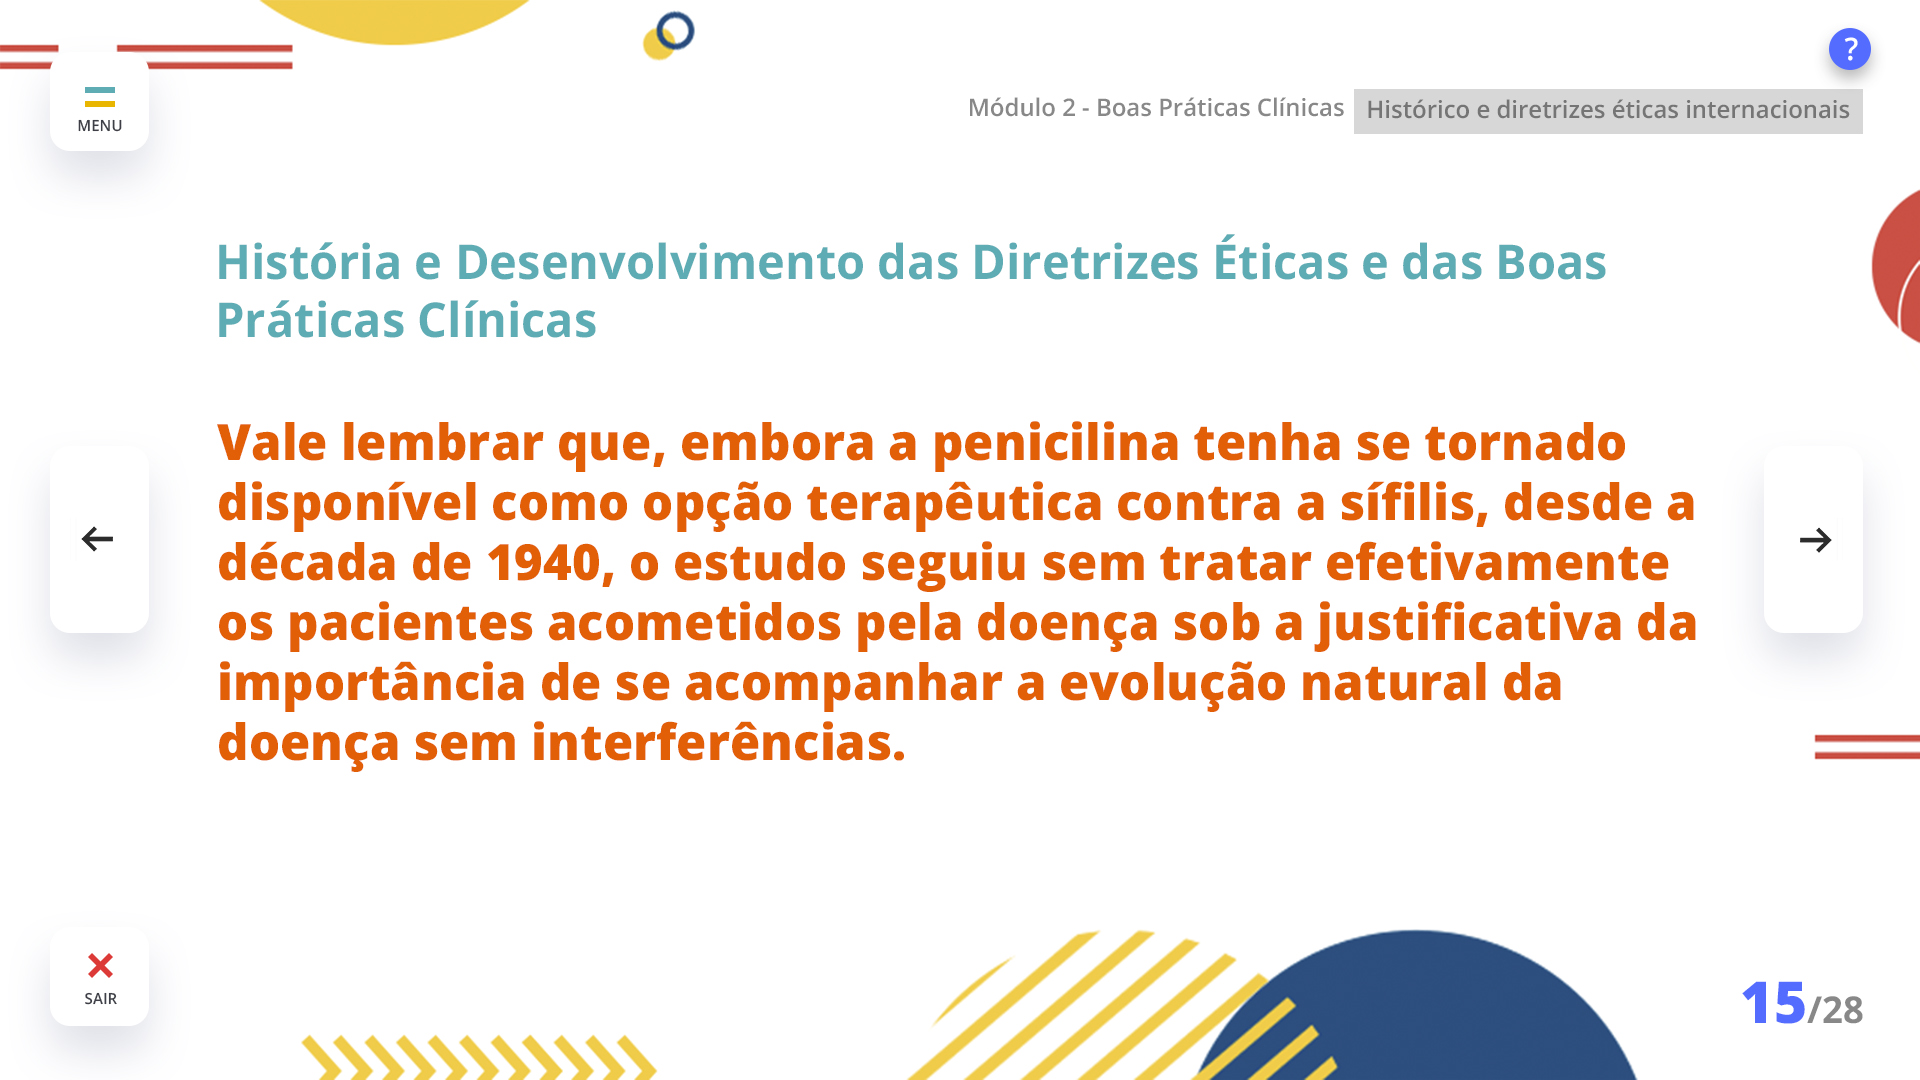 ?
MENU
Módulo 2 - Boas Práticas Clínicas
Histórico e diretrizes éticas internacionais
História e Desenvolvimento das Diretrizes Éticas e das Boas
Práticas Clínicas
Vale lembrar que, embora a penicilina tenha se tornado
disponível como opção terapêutica contra a sífilis, desde a
década de 1940, o estudo seguiu sem tratar efetivamente
os pacientes acometidos pela doença sob a justificativa da
importância de se acompanhar a evolução natural da
doença sem interferências.
SAIR
15/28